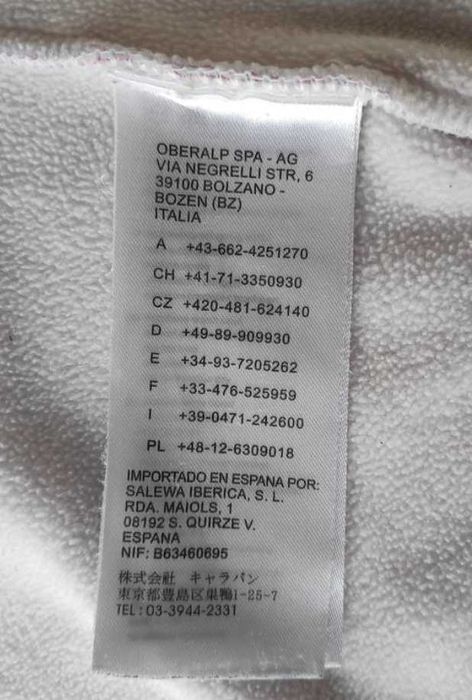 OBERALP SPA - AG
VIA NEGRELLI STR, 6
39100 BOLZANO -
BOZEN (BZ)
ITALIA
A +43-662-4251270
CH +41-71-3350930
CZ +420-481-624140
D +49-89-909930
E +34-93-7205262
F +33-476-525959
I +39-0471-242600
PL +48-12-6309018
IMPORTADO EN ESPANA POR:
SALEWA IBERICA, S. L.
RDA. MAIOLS, 1
08192 S. QUIRZE V.
ESPANA
NIF: B63460695
株式会社 キャラバン
東京都豊島区巣鴨1-25-7
TEL: 03-3944-2331